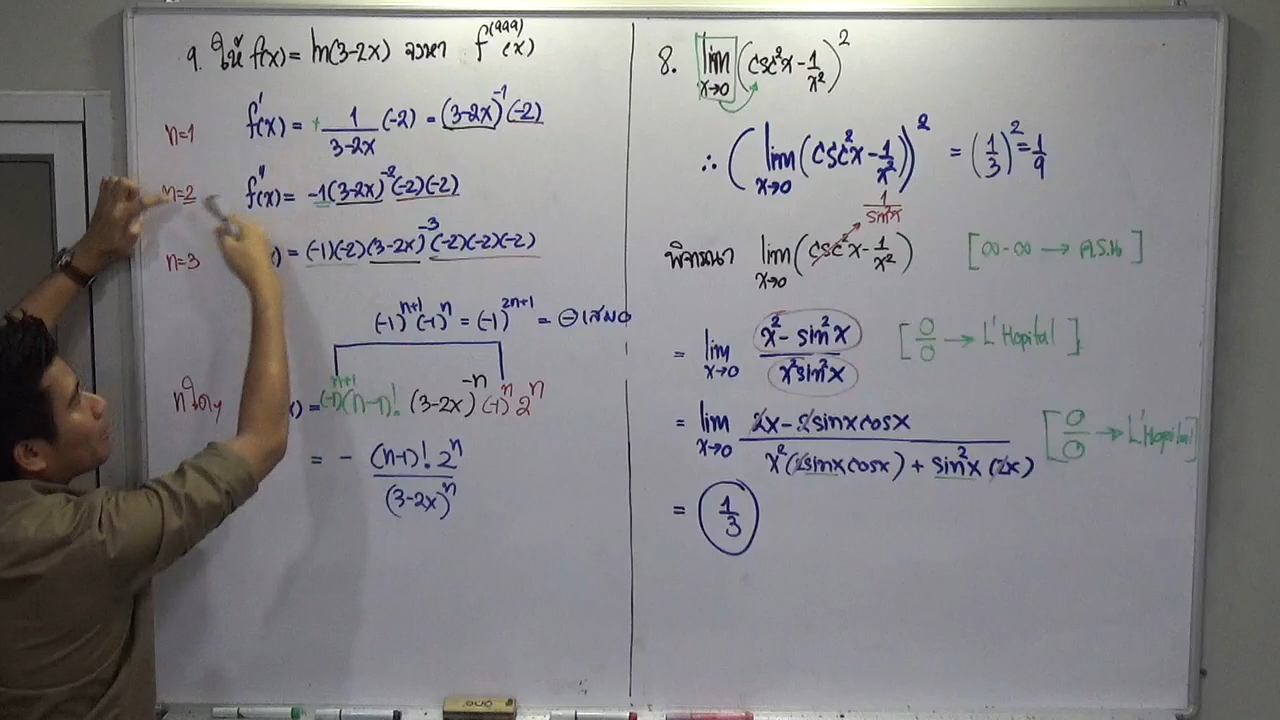 9. ให้ f(x) = ln(3-2x) จงหา f⁽⁹⁹⁹⁾(x)
n=1 f'(x) = + 1/(3-2x) (-2) = (3-2x)⁻¹(-2)
n=2 f''(x) = -1(3-2x)⁻²(-2)(-2)
n=3 (x) = (-1)(-2)(3-2x)⁻³(-2)(-2)(-2)
(-1)ⁿ⁺¹(-1)ⁿ = (-1)²ⁿ⁺¹ = ⊖ เสมอ
nใดๆ (x) = (-1)ⁿ⁺¹(n-1)! (3-2x)⁻ⁿ (-1)ⁿ 2ⁿ
= - (n-1)! 2ⁿ / (3-2x)ⁿ
8. lim x→0 (csc²x - 1/x²)²
∴ (lim x→0 (csc²x - 1/x²))² = (1/3)² = 1/9
1/sin²x
พิจารณา lim x→0 (csc²x - 1/x²) [∞-∞ → ค.ร.น]
= lim x→0 (x² - sin²x) / (x²sin²x) [0/0 → L'Hopital]
= lim x→0 (2x - 2sinxcosx) / (x²(2sinxcosx) + sin²x(2x)) [0/0 → L'Hopital]
= 1/3